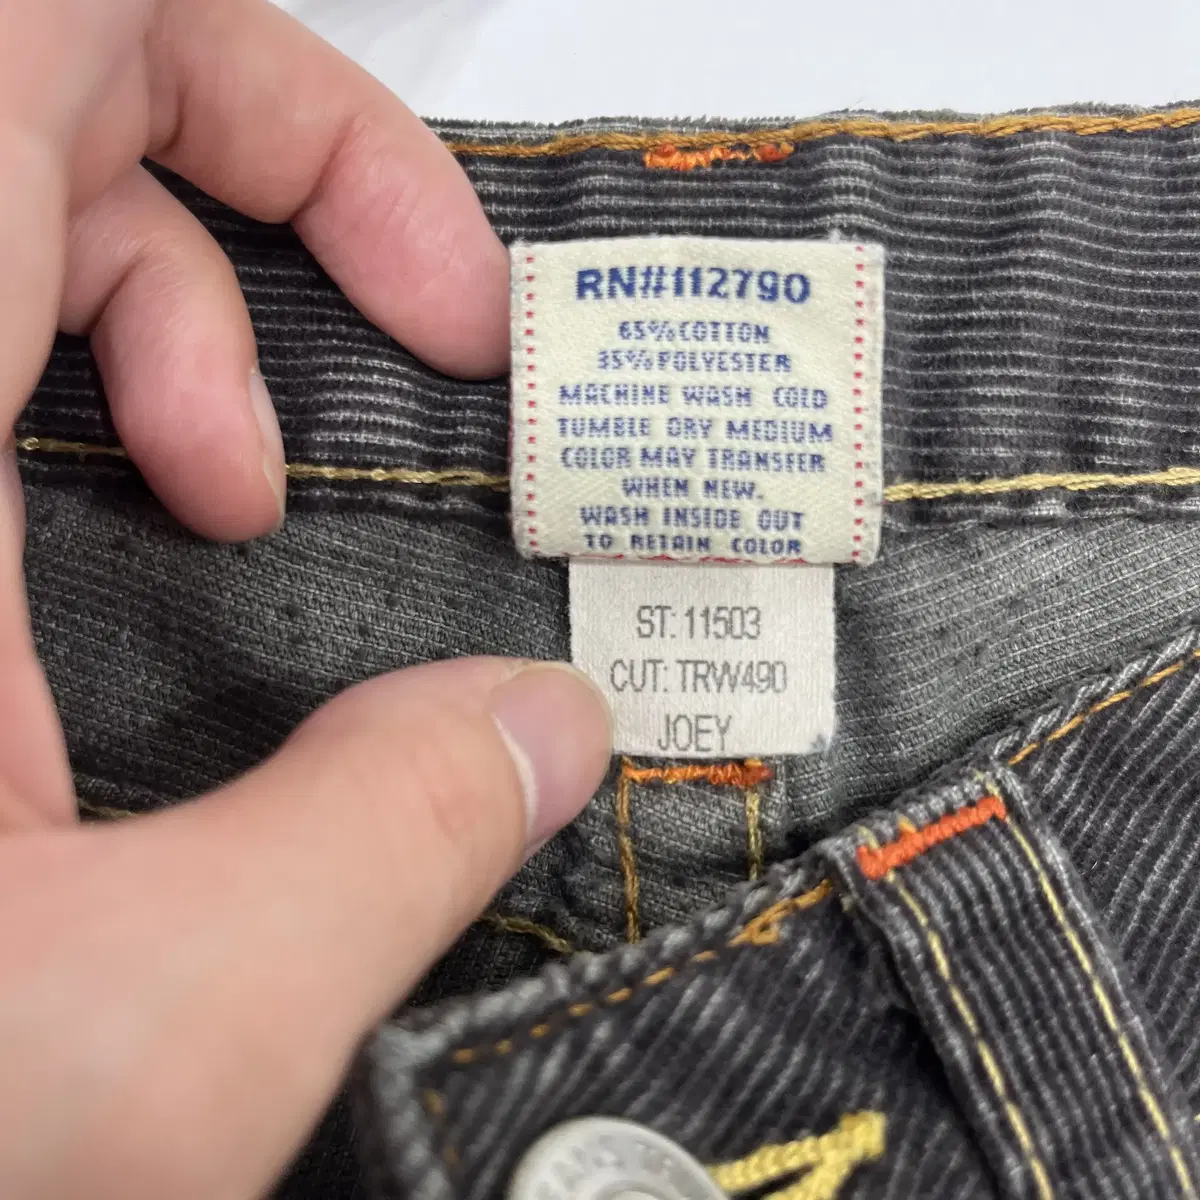 RN#112790
65% COTTON
35% POLYESTER
MACHINE WASH COLD
TUMBLE DRY MEDIUM
COLOR MAY TRANSFER
WHEN NEW.
WASH INSIDE OUT
TO RETAIN COLOR
ST: 11503
CUT: TRW490
JOEY